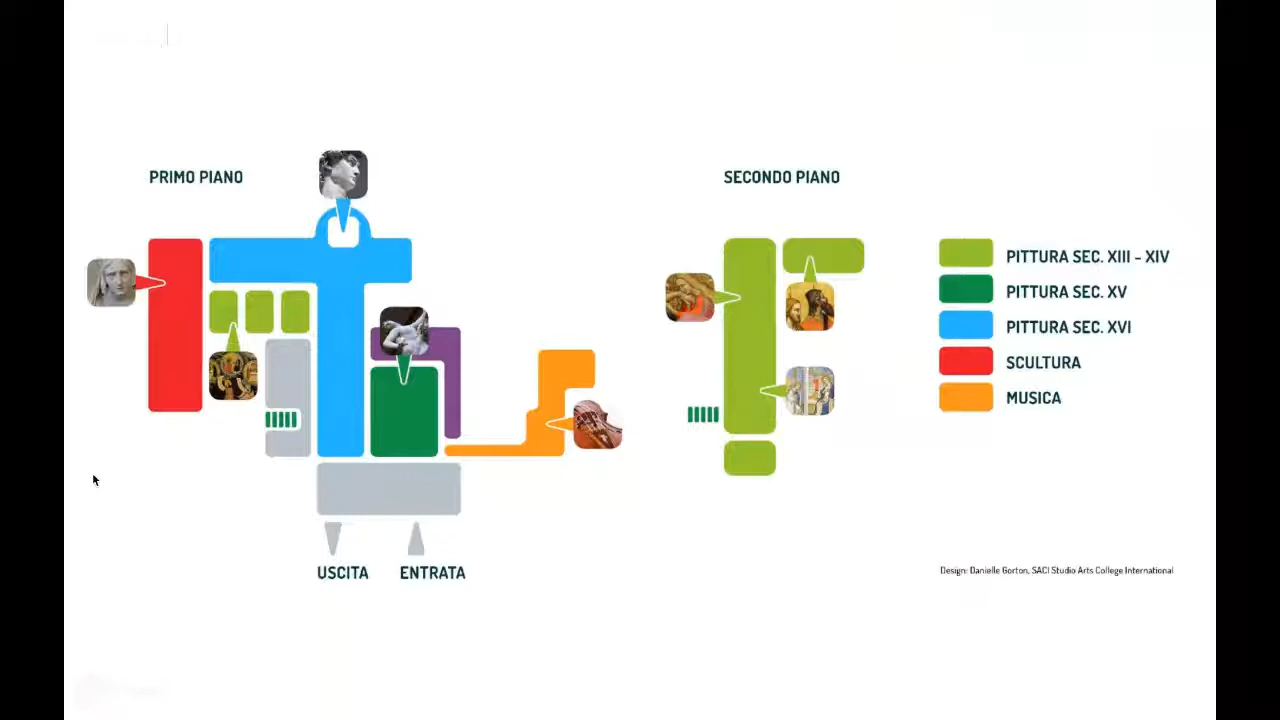 PRIMO PIANO
SECONDO PIANO
PITTURA SEC. XIII - XIV
PITTURA SEC. XV
PITTURA SEC. XVI
SCULTURA
MUSICA
USCITA
ENTRATA
Design: Danielle Gorton, SACI Studio Arts College International